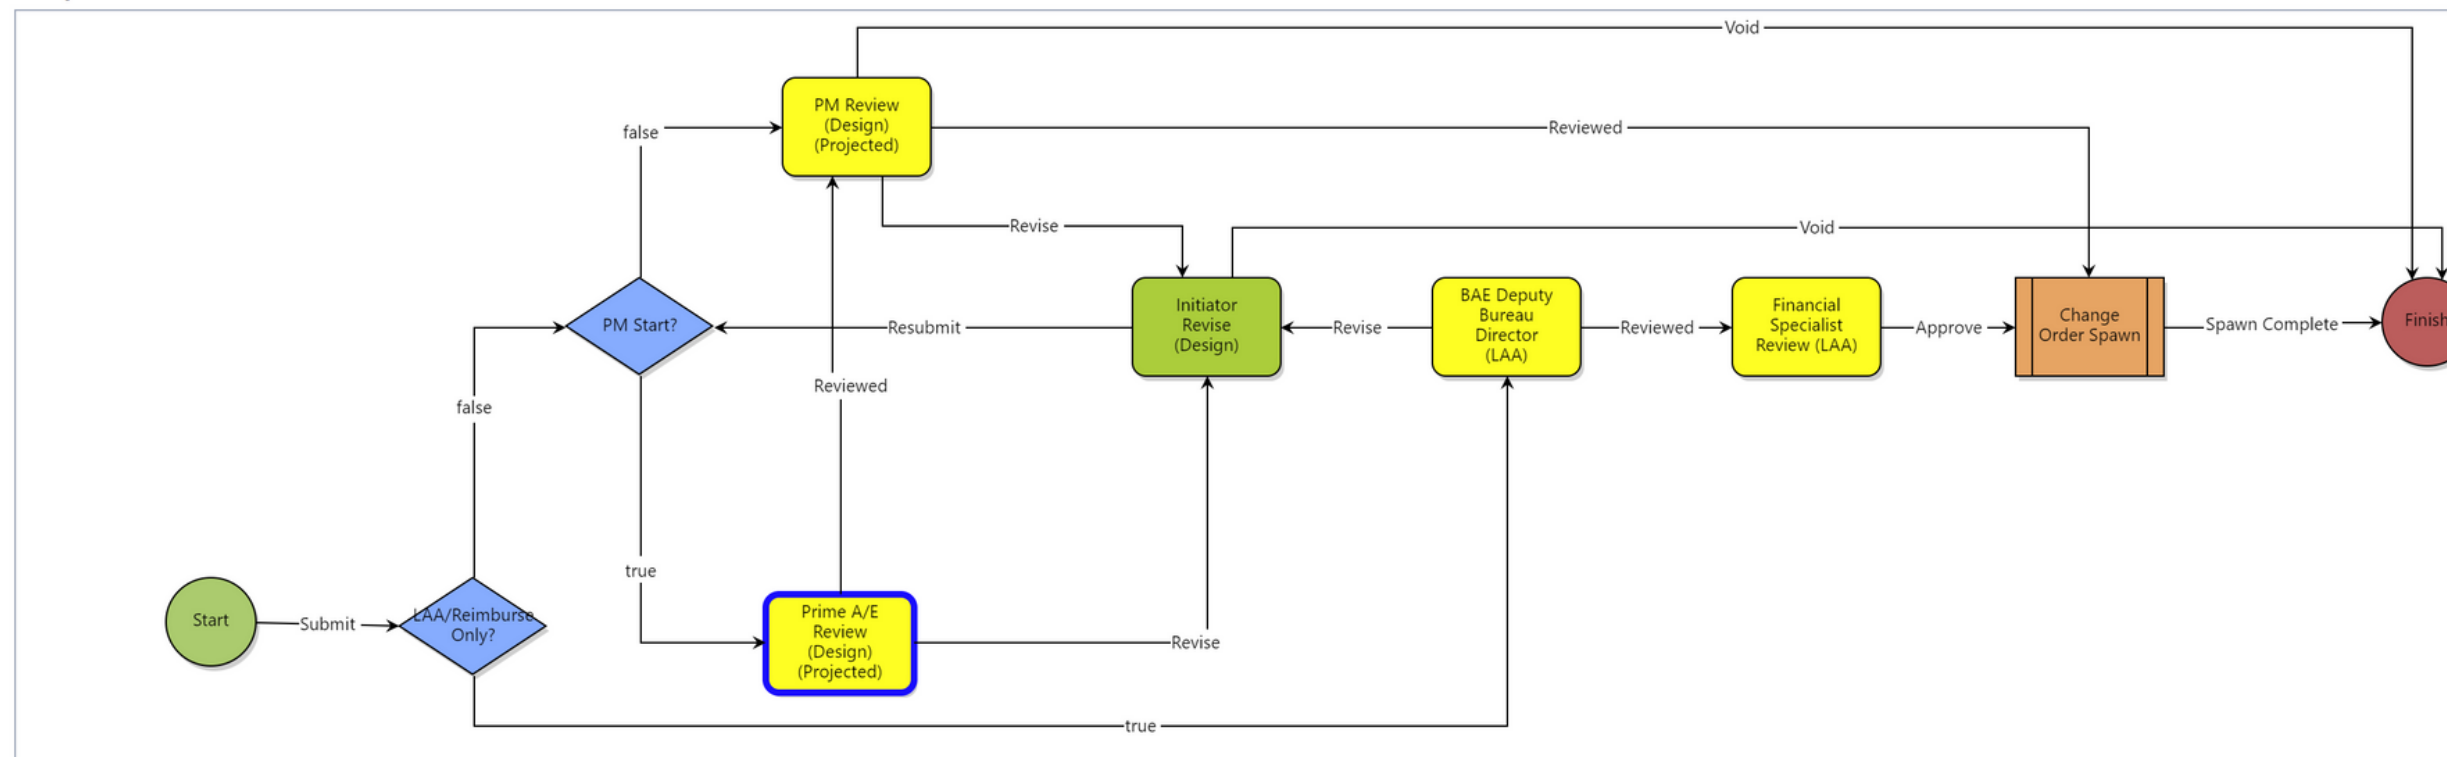 Void
PM Review
(Design)
(Projected)
false
Reviewed
Revise
Void
PM Start?
Resubmit
Initiator
Revise
(Design)
Revise
BAE Deputy
Bureau
Director
(LAA)
Reviewed
Financial
Specialist
Review (LAA)
Approve
Change
Order Spawn
Spawn Complete
Finish
Reviewed
false
true
Start
Submit
LAA/Reimburse
Only?
Prime A/E
Review
(Design)
(Projected)
Revise
true